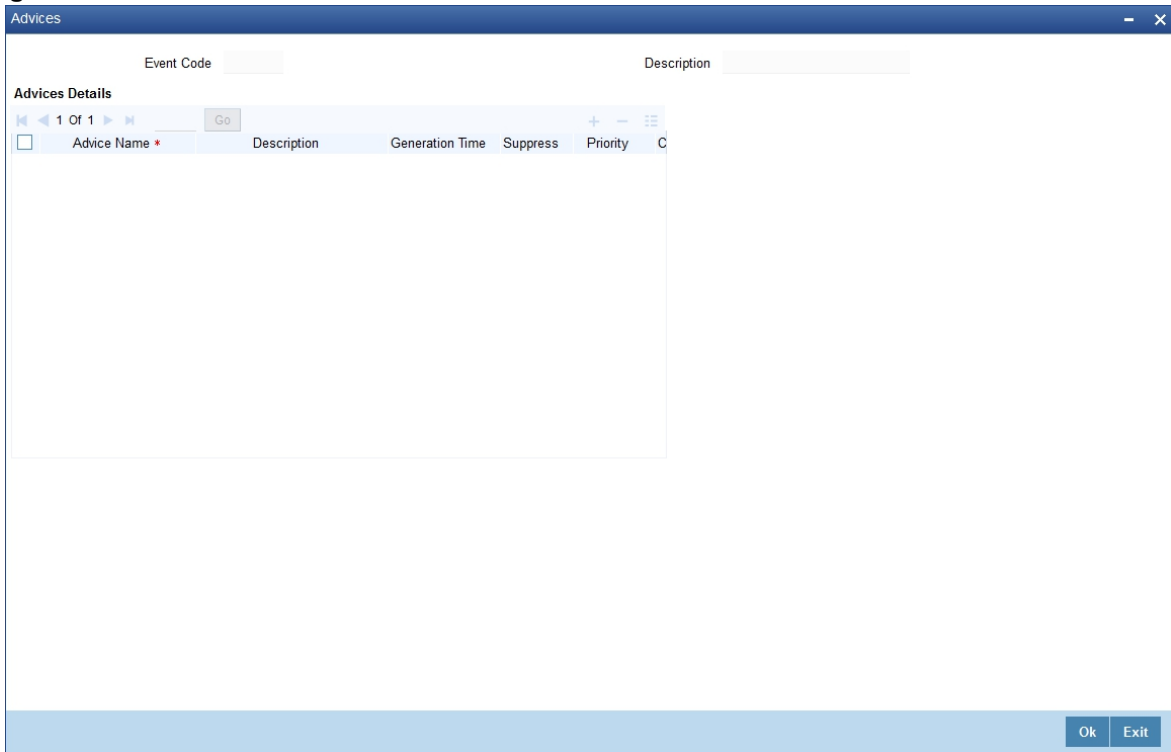 Advices
Event Code Description
Advices Details
1 Of 1 Go
Advice Name * Description Generation Time Suppress Priority C
Ok Exit